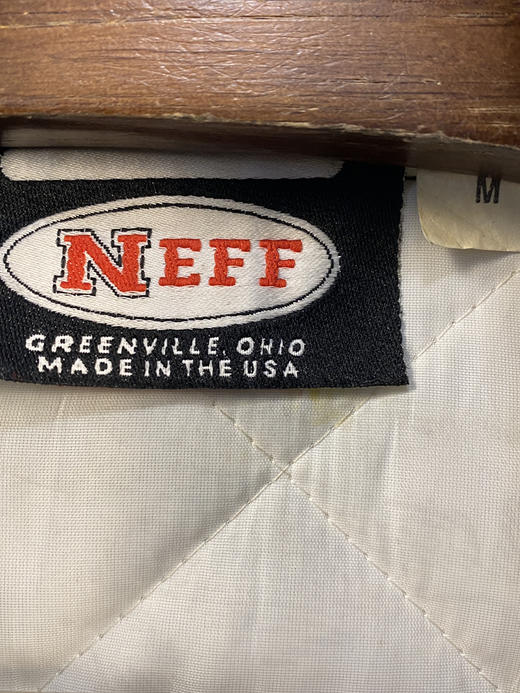 NEFF
GREENVILLE, OHIO
MADE IN THE USA
M